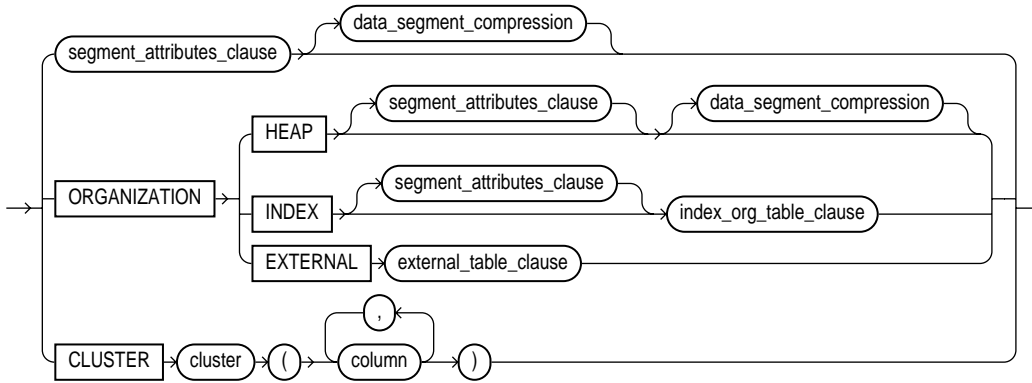 data_segment_compression
segment_attributes_clause
segment_attributes_clause data_segment_compression
HEAP
segment_attributes_clause
ORGANIZATION
INDEX index_org_table_clause
EXTERNAL external_table_clause
,
CLUSTER cluster ( column )